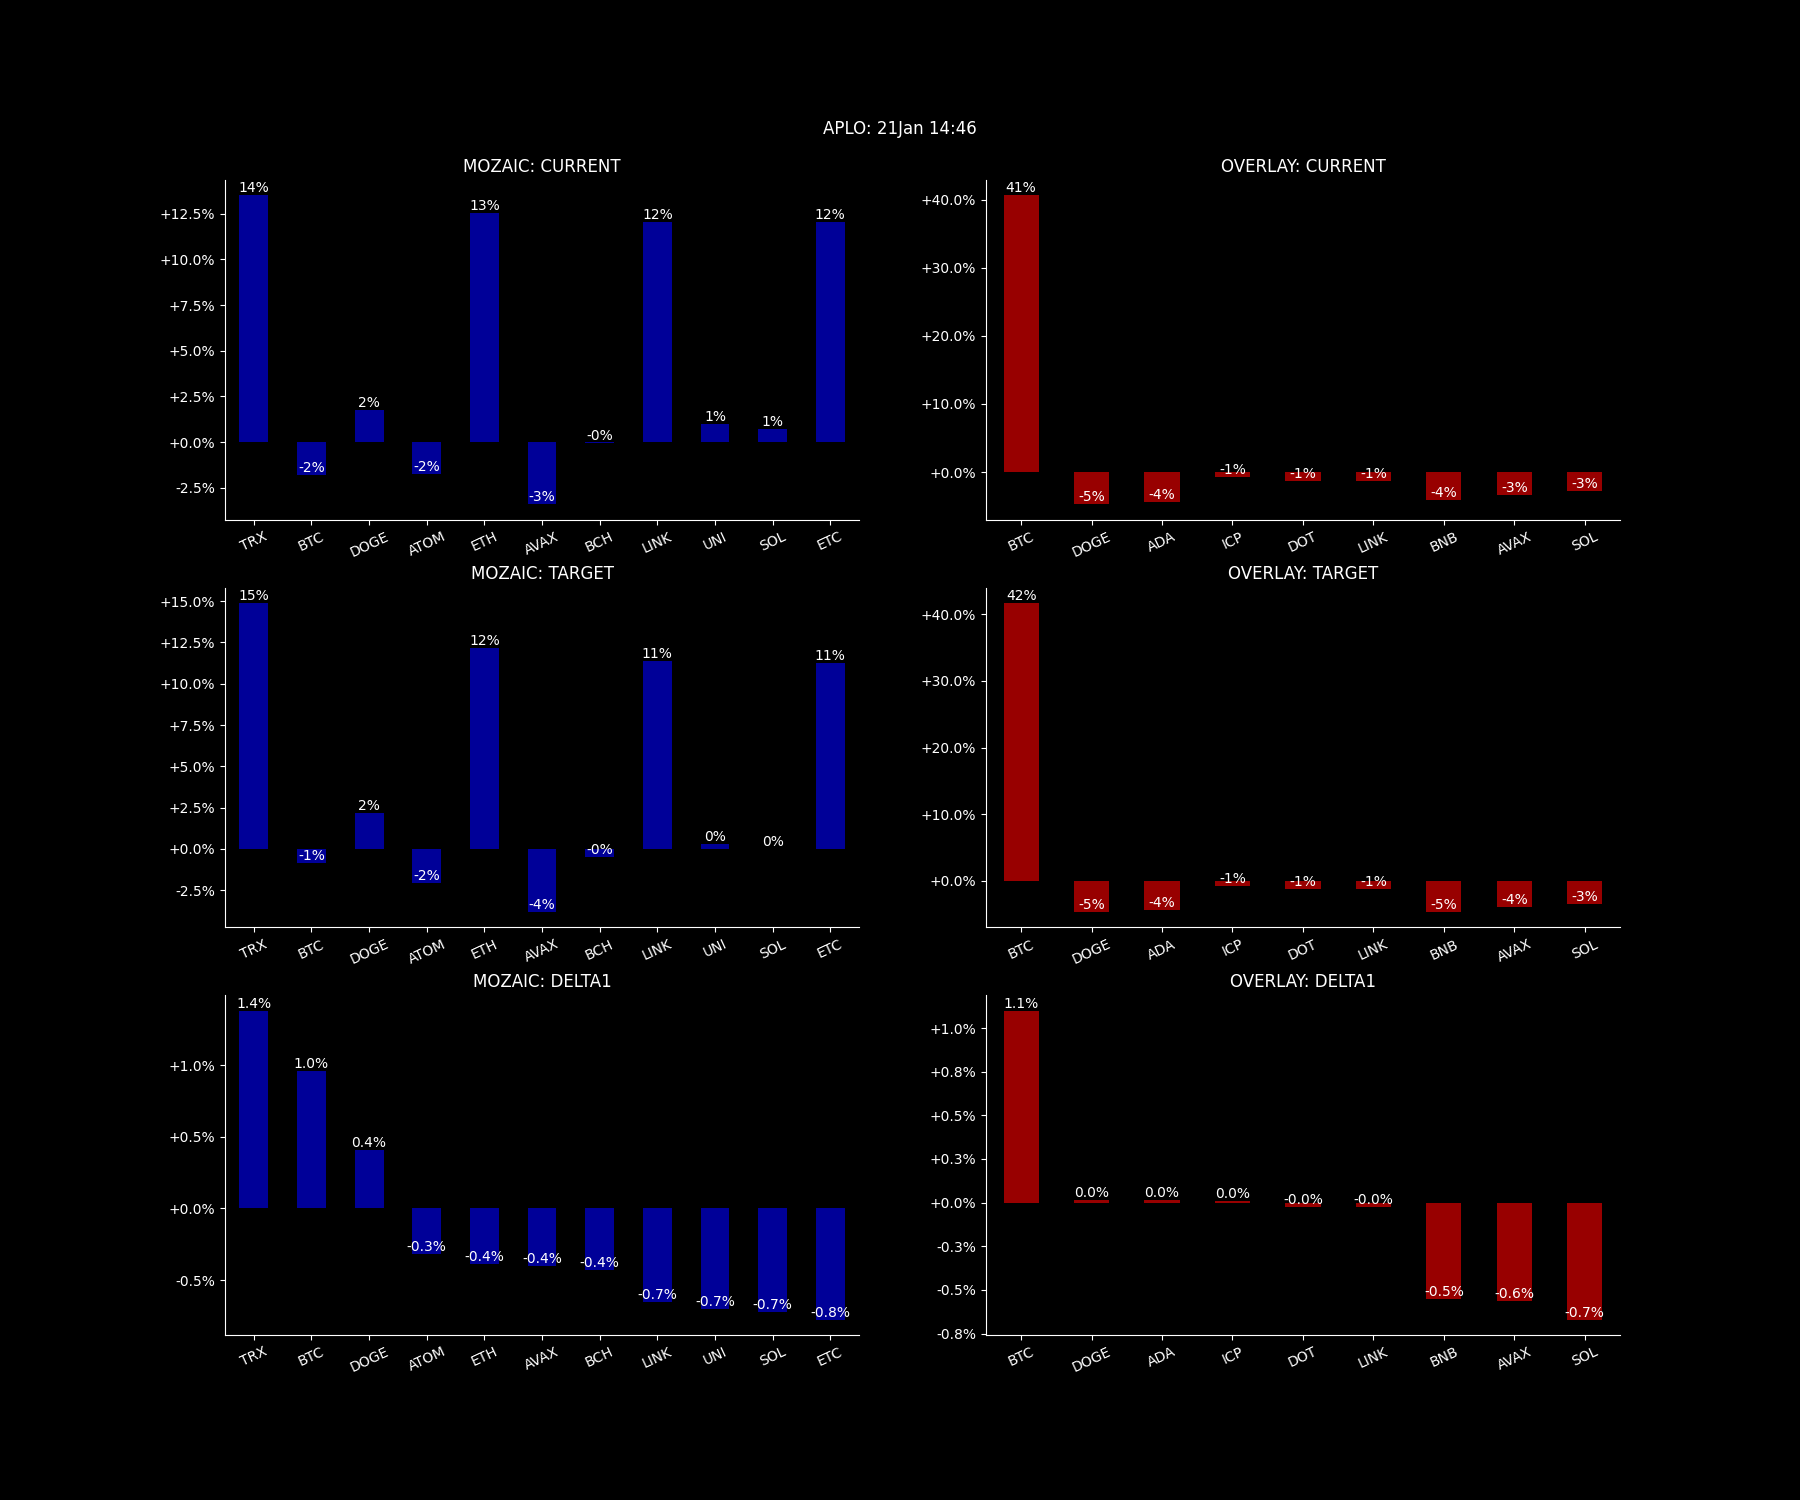 APLO: 21Jan 14:46
MOZAIC: CURRENT
14% -2% 2% -2% 13% -3% -0% 12% 1% 1% 12%
+12.5%
+10.0%
+7.5%
+5.0%
+2.5%
+0.0%
-2.5%
TRX BTC DOGE ATOM ETH AVAX BCH LINK UNI SOL ETC
OVERLAY: CURRENT
41% -5% -4% -1% -1% -1% -4% -3% -3%
+40.0%
+30.0%
+20.0%
+10.0%
+0.0%
BTC DOGE ADA ICP DOT LINK BNB AVAX SOL
MOZAIC: TARGET
15% -1% 2% -2% 12% -4% -0% 11% 0% 0% 11%
+15.0%
+12.5%
+10.0%
+7.5%
+5.0%
+2.5%
+0.0%
-2.5%
TRX BTC DOGE ATOM ETH AVAX BCH LINK UNI SOL ETC
OVERLAY: TARGET
42% -5% -4% -1% -1% -1% -5% -4% -3%
+40.0%
+30.0%
+20.0%
+10.0%
+0.0%
BTC DOGE ADA ICP DOT LINK BNB AVAX SOL
MOZAIC: DELTA1
1.4% 1.0% 0.4% -0.3% -0.4% -0.4% -0.4% -0.7% -0.7% -0.7% -0.8%
+1.0%
+0.5%
+0.0%
-0.5%
TRX BTC DOGE ATOM ETH AVAX BCH LINK UNI SOL ETC
OVERLAY: DELTA1
1.1% 0.0% 0.0% 0.0% -0.0% -0.0% -0.5% -0.6% -0.7%
+1.0%
+0.8%
+0.5%
+0.3%
+0.0%
-0.3%
-0.5%
-0.8%
BTC DOGE ADA ICP DOT LINK BNB AVAX SOL